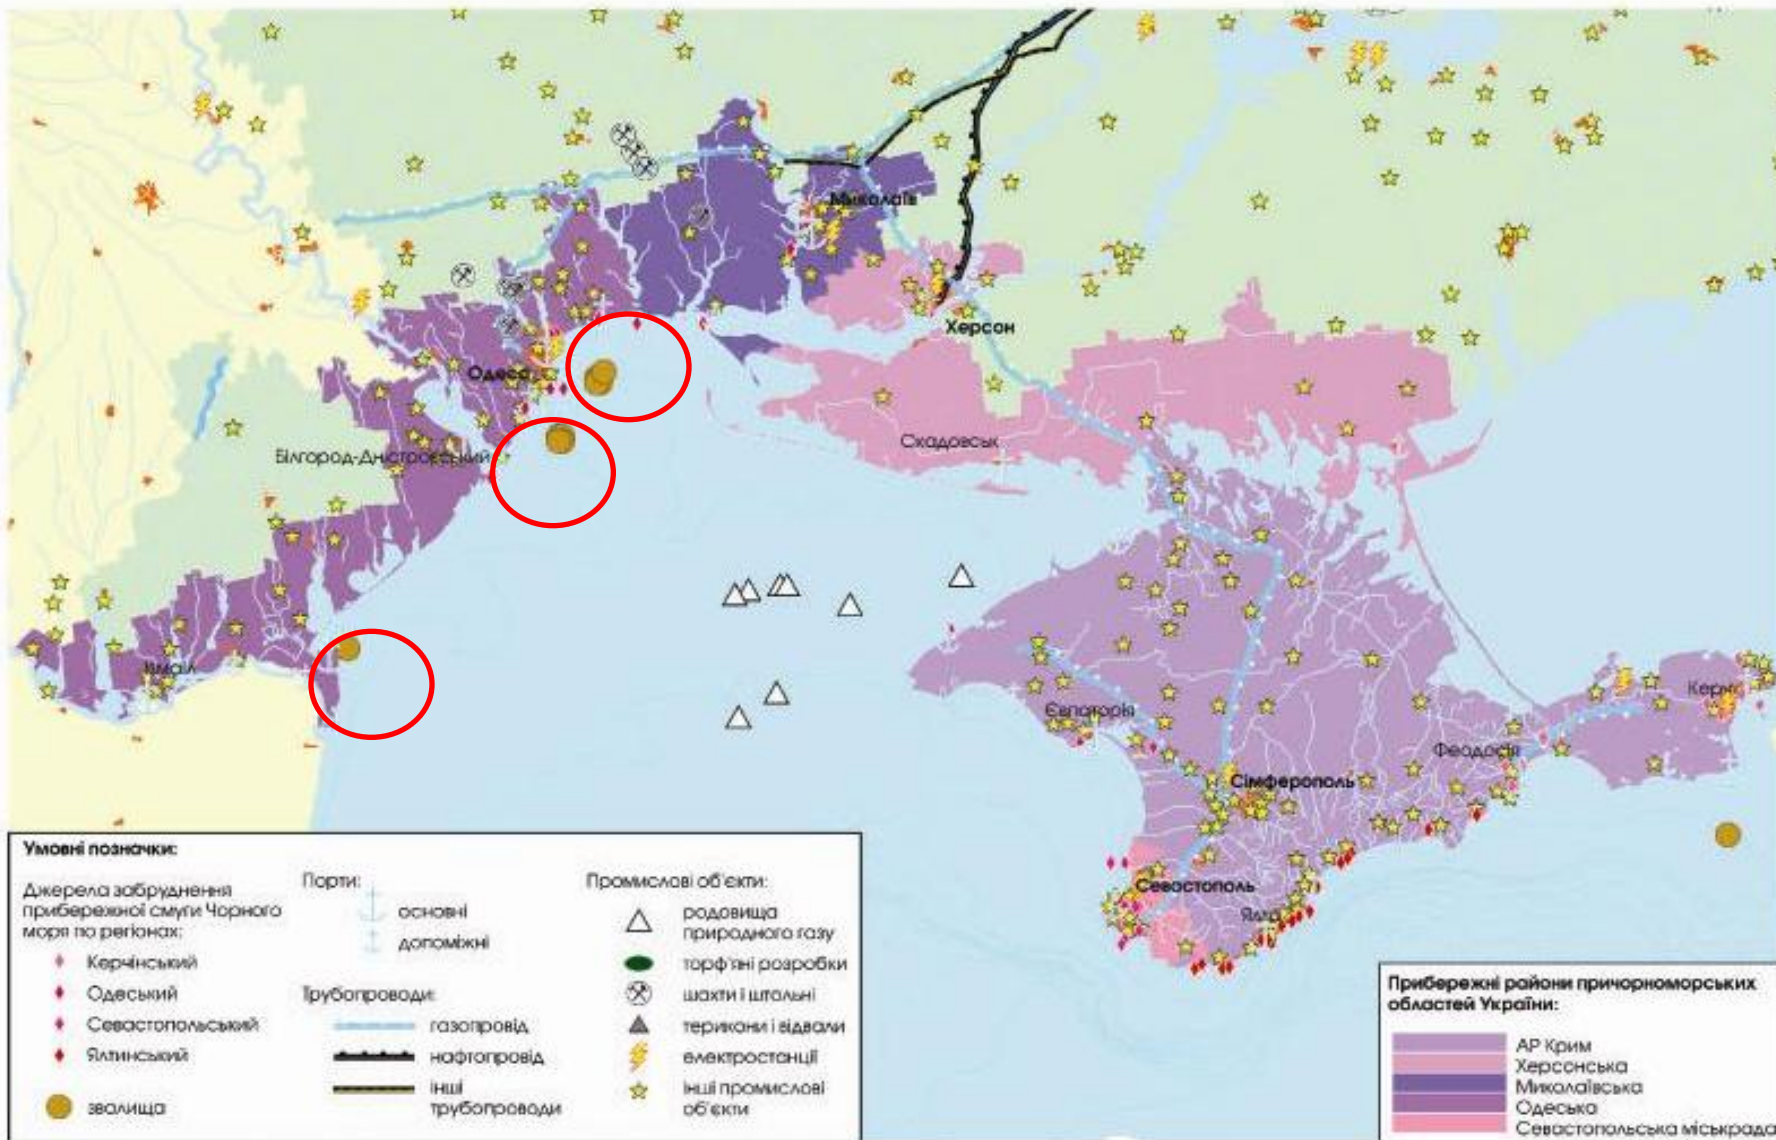 Миколаїв
Херсон
Одеса
Скадовськ
Білгород-Дністровський
Ізмаїл
Євпаторія
Керч
Феодосія
Сімферополь
Севастополь
Ялта
Умовні позначки:
Джерела забруднення
прибережної смуги Чорного
моря по регіонах:
Керчінський
Одеський
Севастопольський
Ялтинський
звалища
Порти:
основні
допоміжні
Трубопроводи:
газопровід
нафтопровід
інші
трубопроводи
Промислові об'єкти:
родовища
природного газу
торф'яні розробки
шахти і штольні
терикони і відвали
електростанції
інші промислові
об'єкти
Прибережні райони причорноморських
областей України:
АР Крим
Херсонська
Миколаївська
Одеська
Севастопольська міськрада